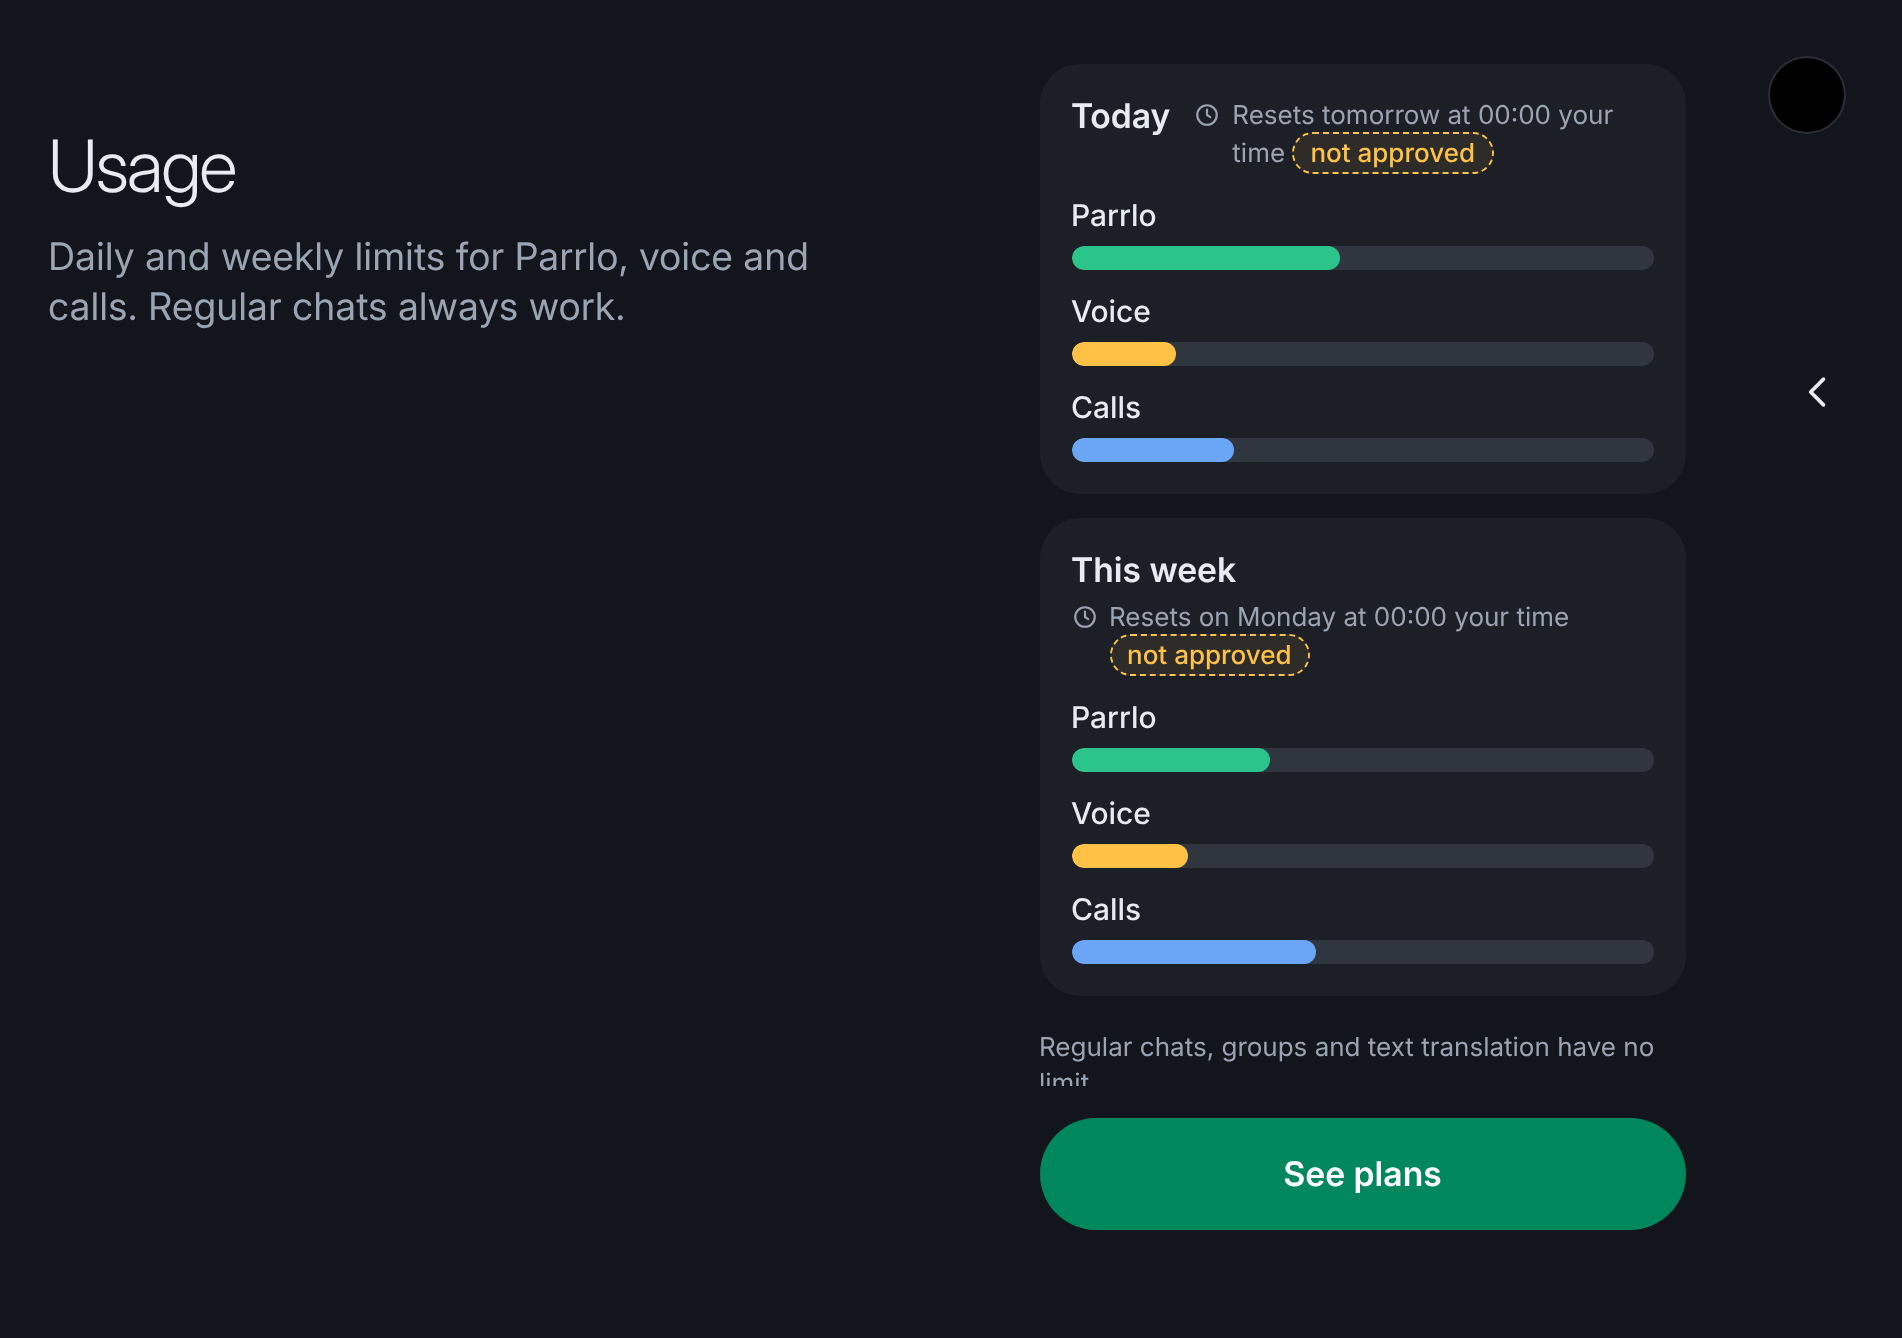 Usage
Daily and weekly limits for Parrlo, voice and
calls. Regular chats always work.
Today
Resets tomorrow at 00:00 your
time not approved
Parrlo
Voice
Calls
This week
Resets on Monday at 00:00 your time
not approved
Parrlo
Voice
Calls
Regular chats, groups and text translation have no
limit
See plans